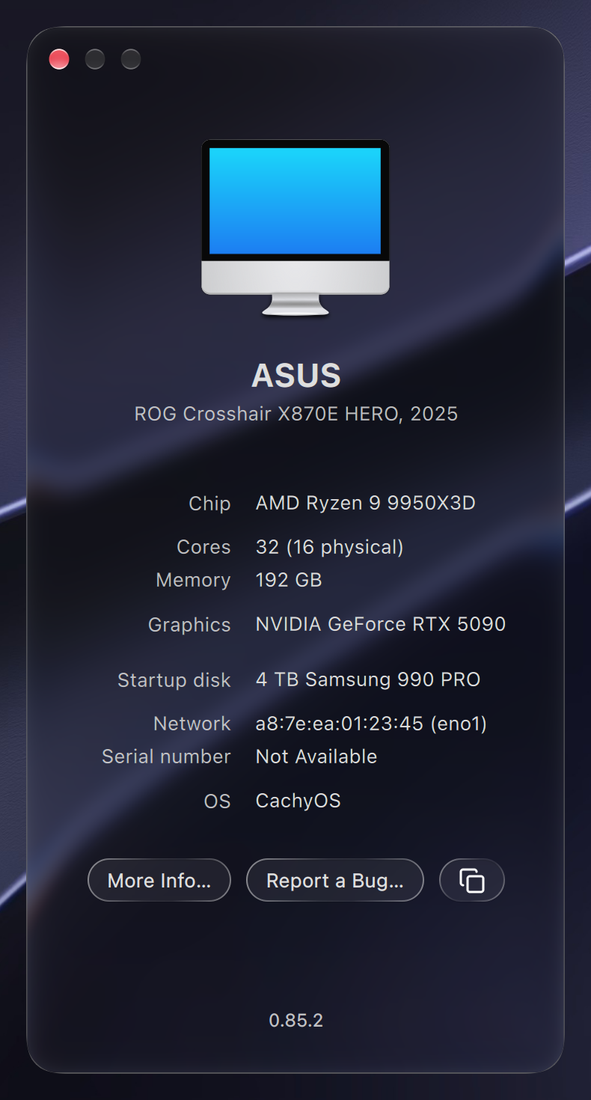 ASUS
ROG Crosshair X870E HERO, 2025
Chip AMD Ryzen 9 9950X3D
Cores 32 (16 physical)
Memory 192 GB
Graphics NVIDIA GeForce RTX 5090
Startup disk 4 TB Samsung 990 PRO
Network a8:7e:ea:01:23:45 (eno1)
Serial number Not Available
OS CachyOS
More Info... Report a Bug...
0.85.2